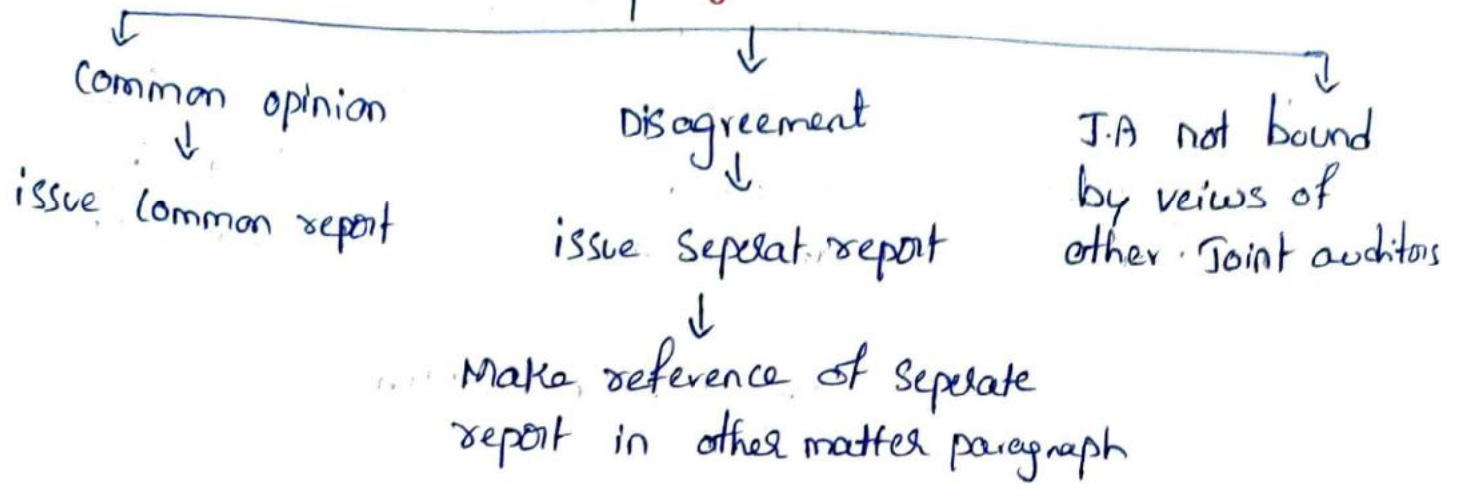 Common opinion
↓
issue common report
Disagreement
↓
issue Seperat report
↓
Make reference of Seperate
report in other matter paragraph
J.A not bound
by veiws of
other Joint auditors